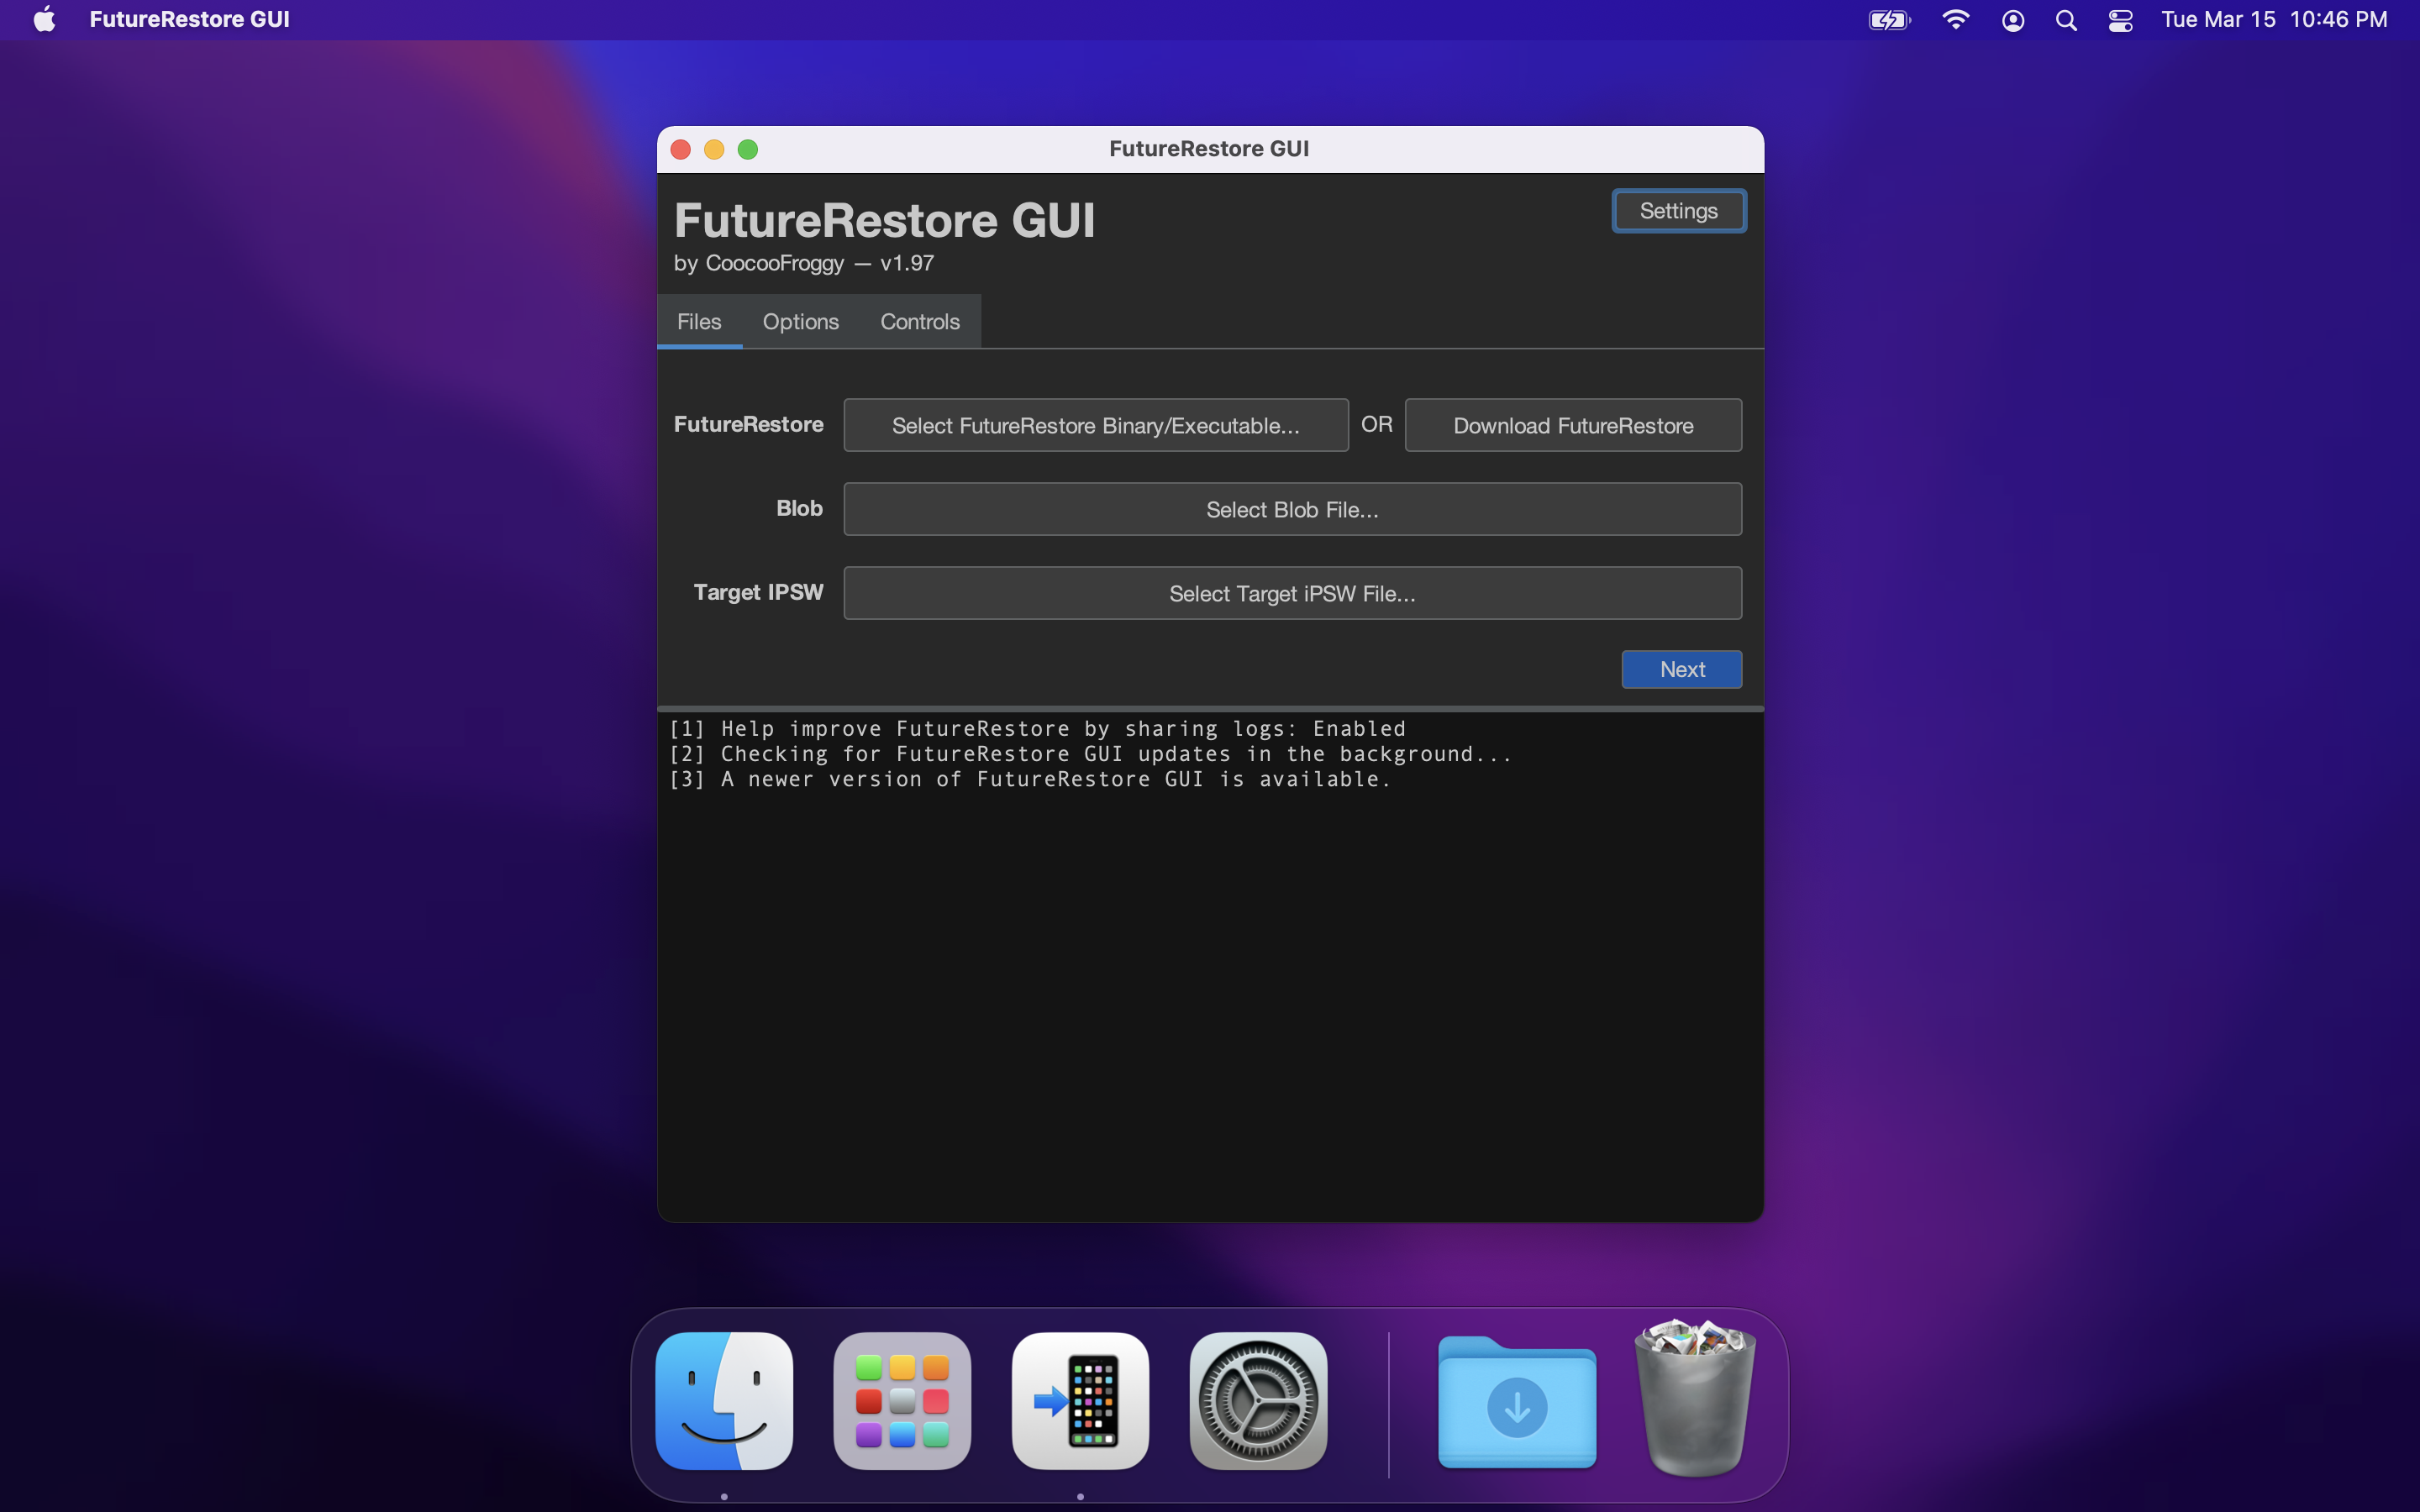 FutureRestore GUI
Tue Mar 15 10:46 PM
FutureRestore GUI
FutureRestore GUI
Settings
by CoocooFroggy — v1.97
Files Options Controls
FutureRestore Select FutureRestore Binary/Executable... OR Download FutureRestore
Blob Select Blob File...
Target IPSW Select Target iPSW File...
Next
[1] Help improve FutureRestore by sharing logs: Enabled
[2] Checking for FutureRestore GUI updates in the background...
[3] A newer version of FutureRestore GUI is available.